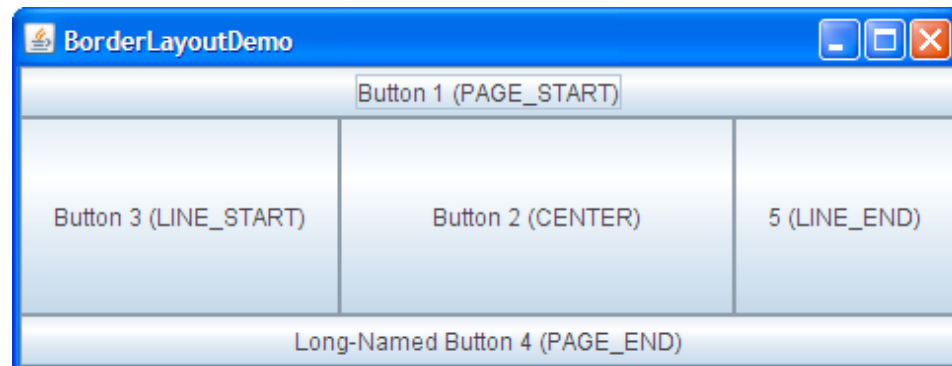 BorderLayoutDemo
Button 1 (PAGE_START)
Button 3 (LINE_START) Button 2 (CENTER) 5 (LINE_END)
Long-Named Button 4 (PAGE_END)